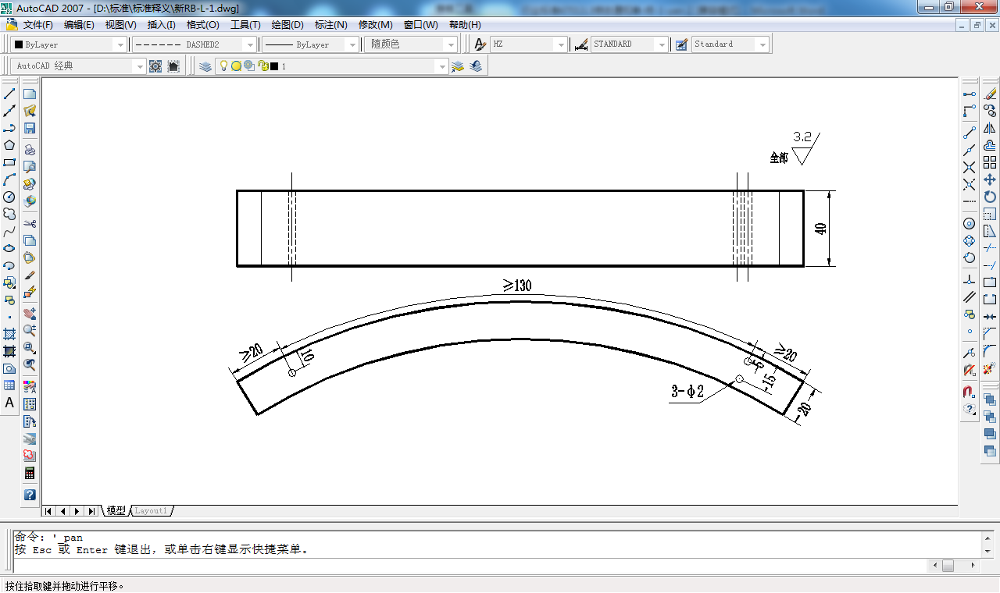 AutoCAD 2007 - [D:\标准\标准释义\新RB-L-1.dwg]
文件(F) 编辑(E) 视图(V) 插入(I) 格式(O) 工具(T) 绘图(D) 标注(N) 修改(M) 窗口(W) 帮助(H)
ByLayer DASHED2 ByLayer 随颜色 HZ STANDARD Standard
AutoCAD 经典 1
3.2
全部
40
≥130
≥20
10
5
≥20
15
3-φ2
20
A
模型 Layout1
命令: '_pan
按 Esc 或 Enter 键退出，或单击右键显示快捷菜单。
按住拾取键并拖动进行平移。